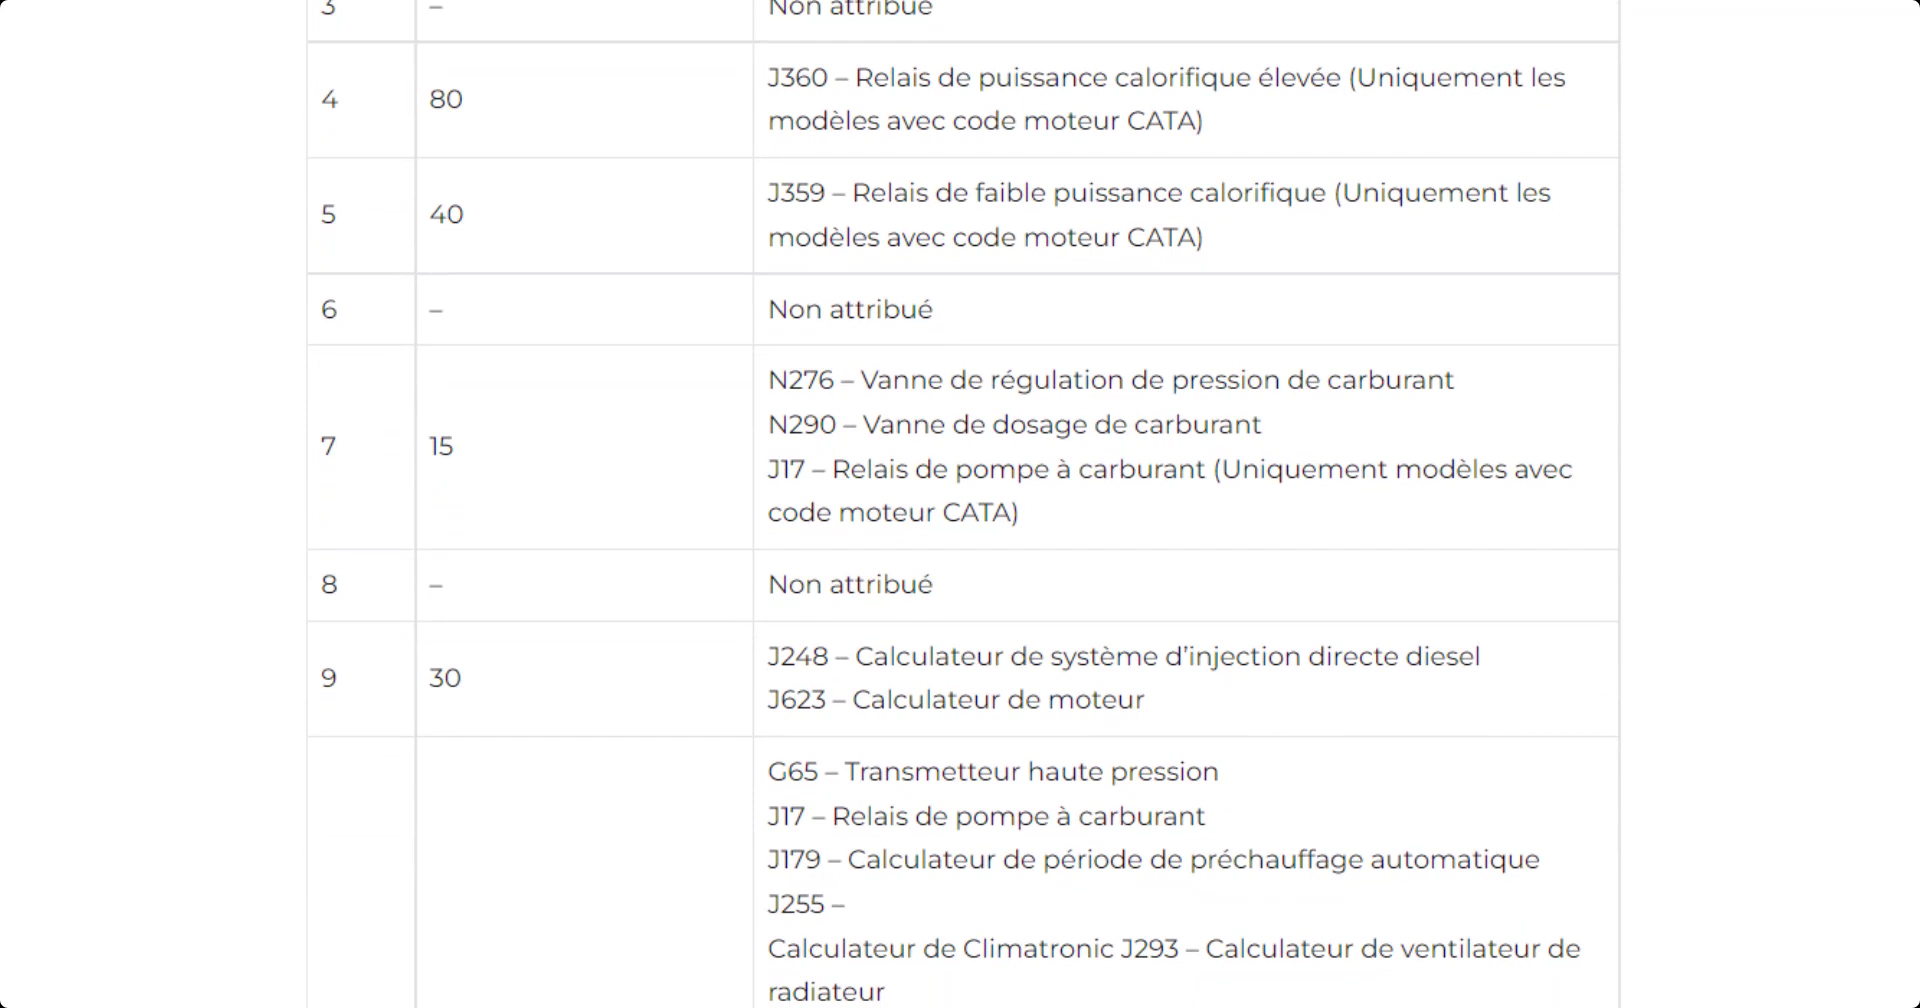 3
–
Non attribué
4
80
J360 – Relais de puissance calorifique élevée (Uniquement les
modèles avec code moteur CATA)
5
40
J359 – Relais de faible puissance calorifique (Uniquement les
modèles avec code moteur CATA)
6
–
Non attribué
7
15
N276 – Vanne de régulation de pression de carburant
N290 – Vanne de dosage de carburant
J17 – Relais de pompe à carburant (Uniquement modèles avec
code moteur CATA)
8
–
Non attribué
9
30
J248 – Calculateur de système d’injection directe diesel
J623 – Calculateur de moteur
G65 – Transmetteur haute pression
J17 – Relais de pompe à carburant
J179 – Calculateur de période de préchauffage automatique
J255 –
Calculateur de Climatronic J293 – Calculateur de ventilateur de
radiateur